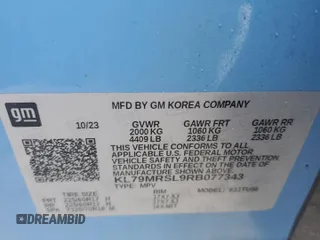 gm
MFD BY GM KOREA COMPANY
10/23 GVWR GAWR FRT GAWR RR
2000 KG 1060 KG 1060 KG
4409 LB 2336 LB 2336 LB
THIS VEHICLE CONFORMS TO ALL
APPLICABLE U.S. FEDERAL MOTOR
VEHICLE SAFETY AND THEFT PREVENTION
STANDARDS IN EFFECT ON THE DATE OF
MANUFACTURE SHOWN ABOVE.
KL79MRSL9RB077343
TYPE: MPV
RIM